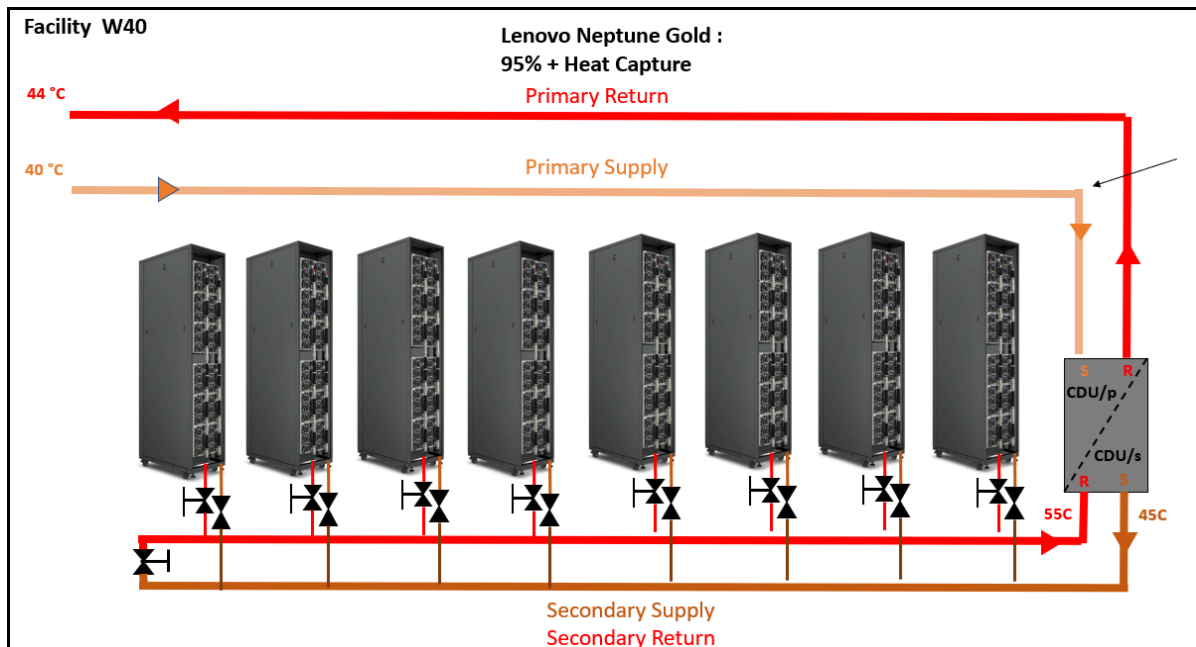 Facility W40
Lenovo Neptune Gold :
95% + Heat Capture
44 °C
Primary Return
40 °C
Primary Supply
S R
CDU/p
CDU/s
R S
55C 45C
Secondary Supply
Secondary Return